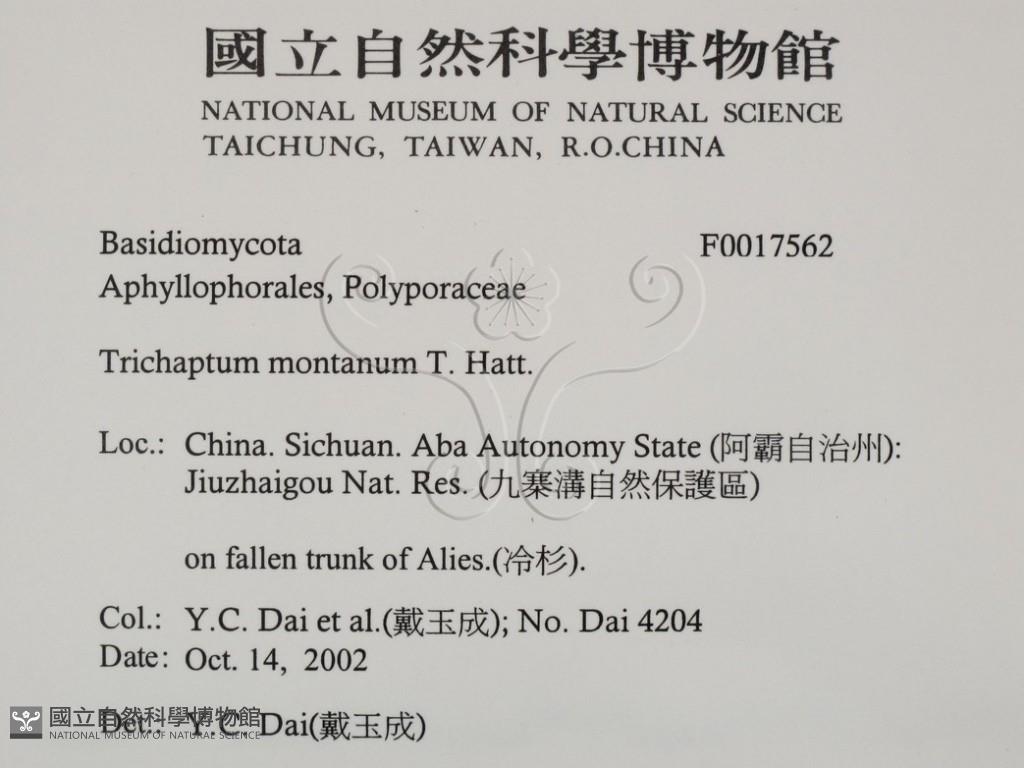 國立自然科學博物館
NATIONAL MUSEUM OF NATURAL SCIENCE
TAICHUNG, TAIWAN, R.O.CHINA
Basidiomycota F0017562
Aphyllophorales, Polyporaceae
Trichaptum montanum T. Hatt.
Loc.: China. Sichuan. Aba Autonomy State (阿霸自治州):
Jiuzhaigou Nat. Res. (九寨溝自然保護區)
on fallen trunk of Alies.(冷杉).
Col.: Y.C. Dai et al.(戴玉成); No. Dai 4204
Date: Oct. 14, 2002
Det.: Y.C. Dai(戴玉成)
國立自然科學博物館
NATIONAL MUSEUM OF NATURAL SCIENCE